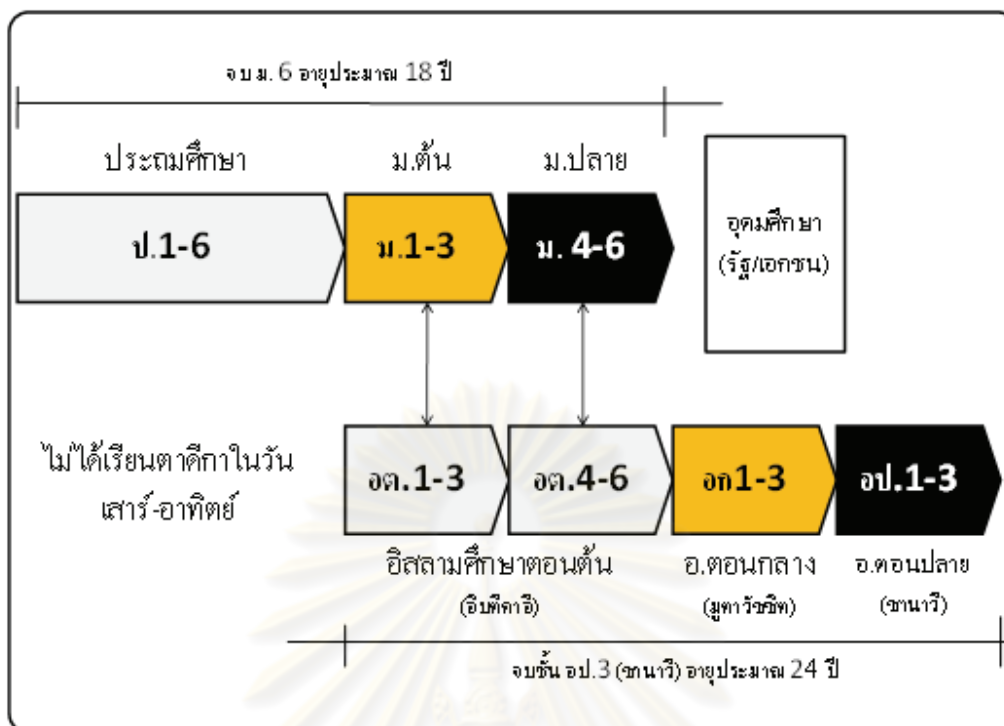 จบ ม. 6 อายุประมาณ 18 ปี
ประถมศึกษา
ม.ต้น
ม.ปลาย
ป.1-6
ม.1-3
ม. 4-6
อุดมศึกษา
(รัฐ/เอกชน)
ไม่ได้เรียนตาดีกาในวัน
เสาร์-อาทิตย์
อต.1-3
อต.4-6
อก1-3
อป.1-3
อิสลามศึกษาตอนต้น
(อิบทีดาอี)
อ.ตอนกลาง
(มูตาวัซซิท)
อ.ตอนปลาย
(ซานาวี)
จบชั้น อป.3 (ซานาวี) อายุประมาณ 24 ปี